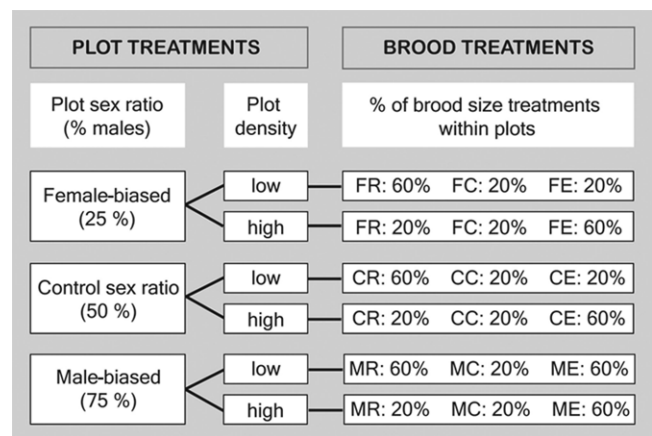 PLOT TREATMENTS
BROOD TREATMENTS
Plot sex ratio
(% males)
Plot
density
% of brood size treatments
within plots
Female-biased
(25 %)
low
FR: 60% FC: 20% FE: 20%
high
FR: 20% FC: 20% FE: 60%
Control sex ratio
(50 %)
low
CR: 60% CC: 20% CE: 20%
high
CR: 20% CC: 20% CE: 60%
Male-biased
(75 %)
low
MR: 60% MC: 20% ME: 60%
high
MR: 20% MC: 20% ME: 60%